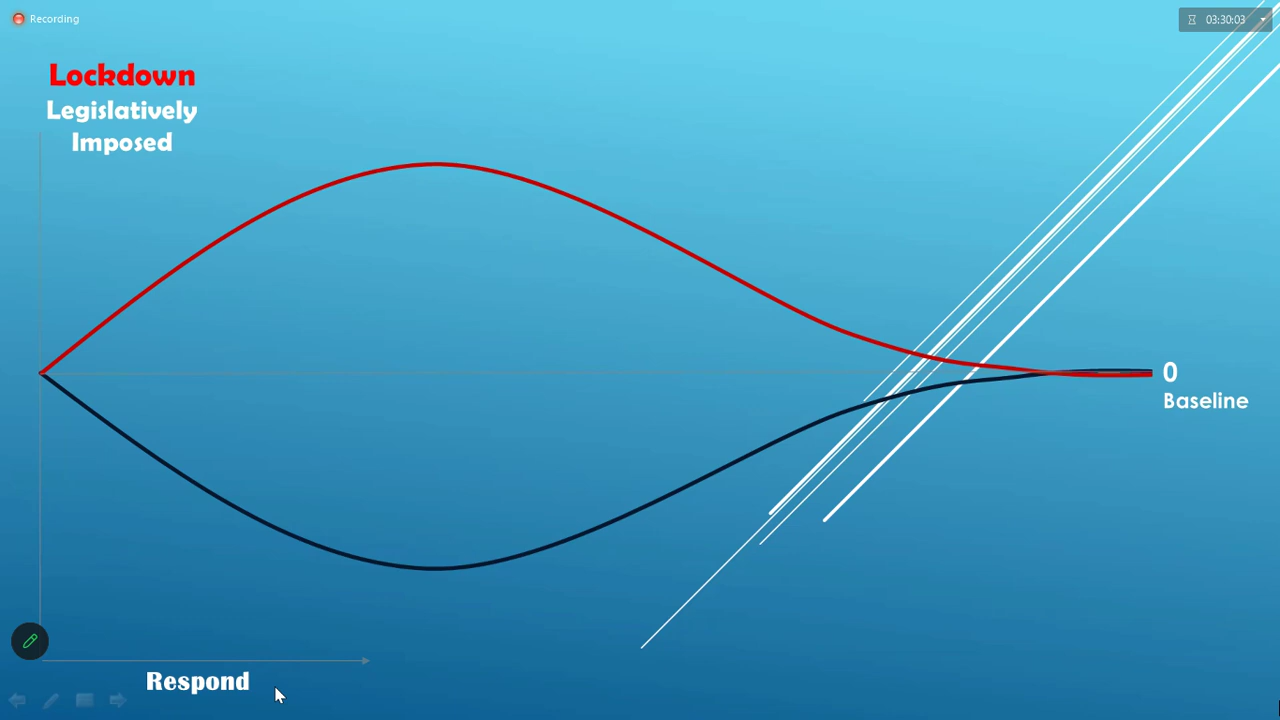 Recording
03:30:03
Lockdown
Legislatively
Imposed
0
Baseline
Respond